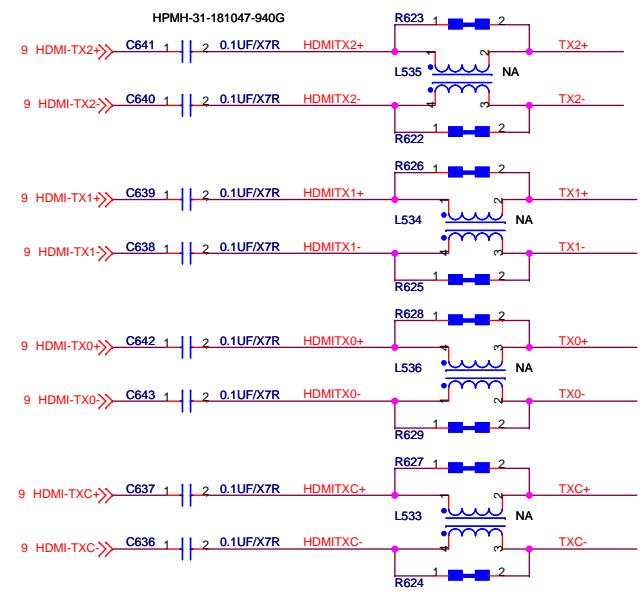 HPMH-31-181047-940G
R623
1 2
9 HDMI-TX2+ C641 1 2 0.1UF/X7R HDMITX2+ 1 2 TX2+
L535 NA
9 HDMI-TX2- C640 1 2 0.1UF/X7R HDMITX2- 4 3 TX2-
1 2
R622
R626
1 2
9 HDMI-TX1+ C639 1 2 0.1UF/X7R HDMITX1+ 1 2 TX1+
L534 NA
9 HDMI-TX1- C638 1 2 0.1UF/X7R HDMITX1- 4 3 TX1-
1 2
R625
R628
1 2
9 HDMI-TX0+ C642 1 2 0.1UF/X7R HDMITX0+ 4 3 TX0+
L536 NA
9 HDMI-TX0- C643 1 2 0.1UF/X7R HDMITX0- 1 2 TX0-
1 2
R629
R627
1 2
9 HDMI-TXC+ C637 1 2 0.1UF/X7R HDMITXC+ 1 2 TXC+
L533 NA
9 HDMI-TXC- C636 1 2 0.1UF/X7R HDMITXC- 4 3 TXC-
1 2
R624